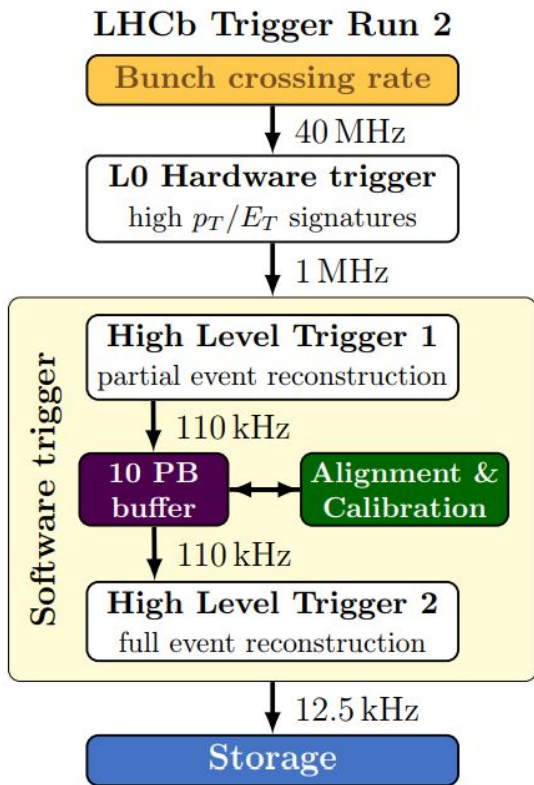 LHCb Trigger Run 2
Bunch crossing rate
40 MHz
L0 Hardware trigger
high p_T/E_T signatures
1 MHz
Software trigger
High Level Trigger 1
partial event reconstruction
110 kHz
10 PB
buffer
Alignment &
Calibration
110 kHz
High Level Trigger 2
full event reconstruction
12.5 kHz
Storage